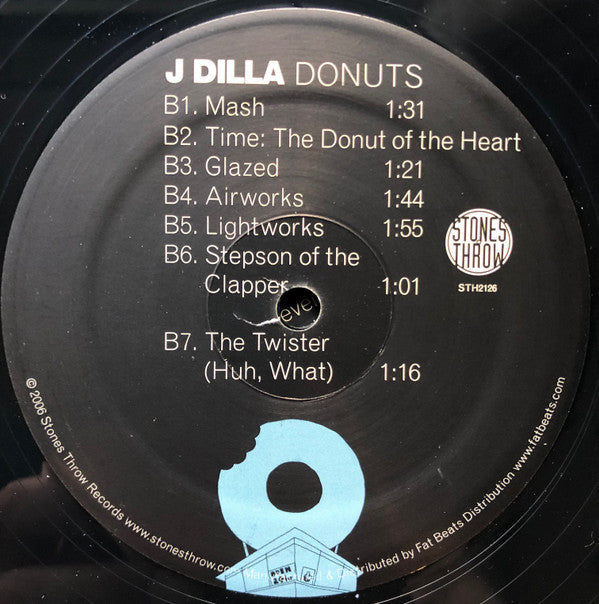 J DILLA DONUTS
B1. Mash 1:31
B2. Time: The Donut of the Heart
B3. Glazed 1:21
B4. Airworks 1:44
B5. Lightworks 1:55
B6. Stepson of the
Clapper 1:01
STONES
THROW
STH2126
eve
B7. The Twister
(Huh, What) 1:16
© 2006 Stones Throw Records www.stonesthrow.com & Distributed by Fat Beats Distribution www.fatbeats.com